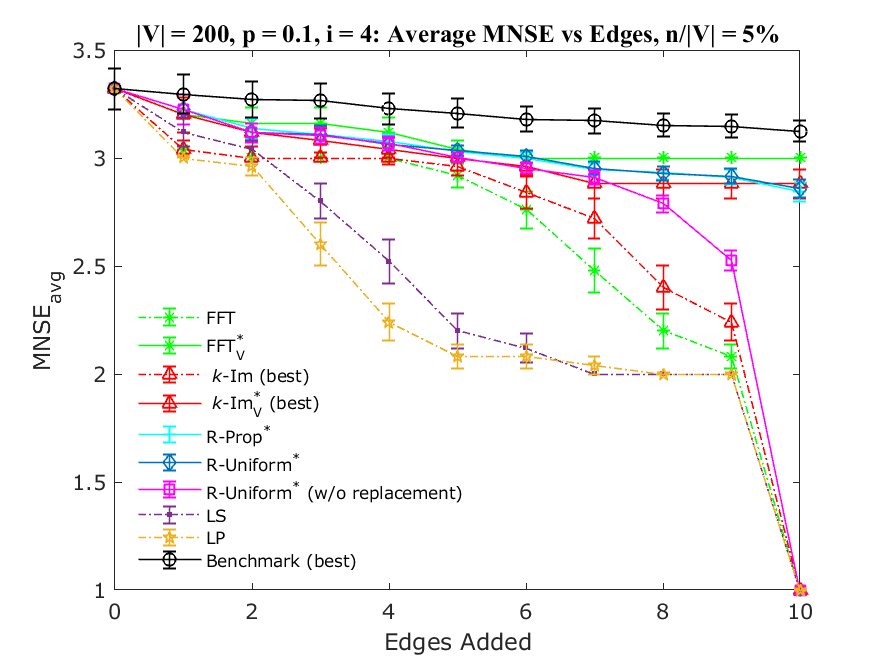 |V| = 200, p = 0.1, i = 4: Average MNSE vs Edges, n/|V| = 5%
3.5
3
2.5
2
1.5
1
MNSE_avg
FFT
FFT*_V
k-Im (best)
k-Im*_V (best)
R-Prop*
R-Uniform*
R-Uniform* (w/o replacement)
LS
LP
Benchmark (best)
0 2 4 6 8 10
Edges Added